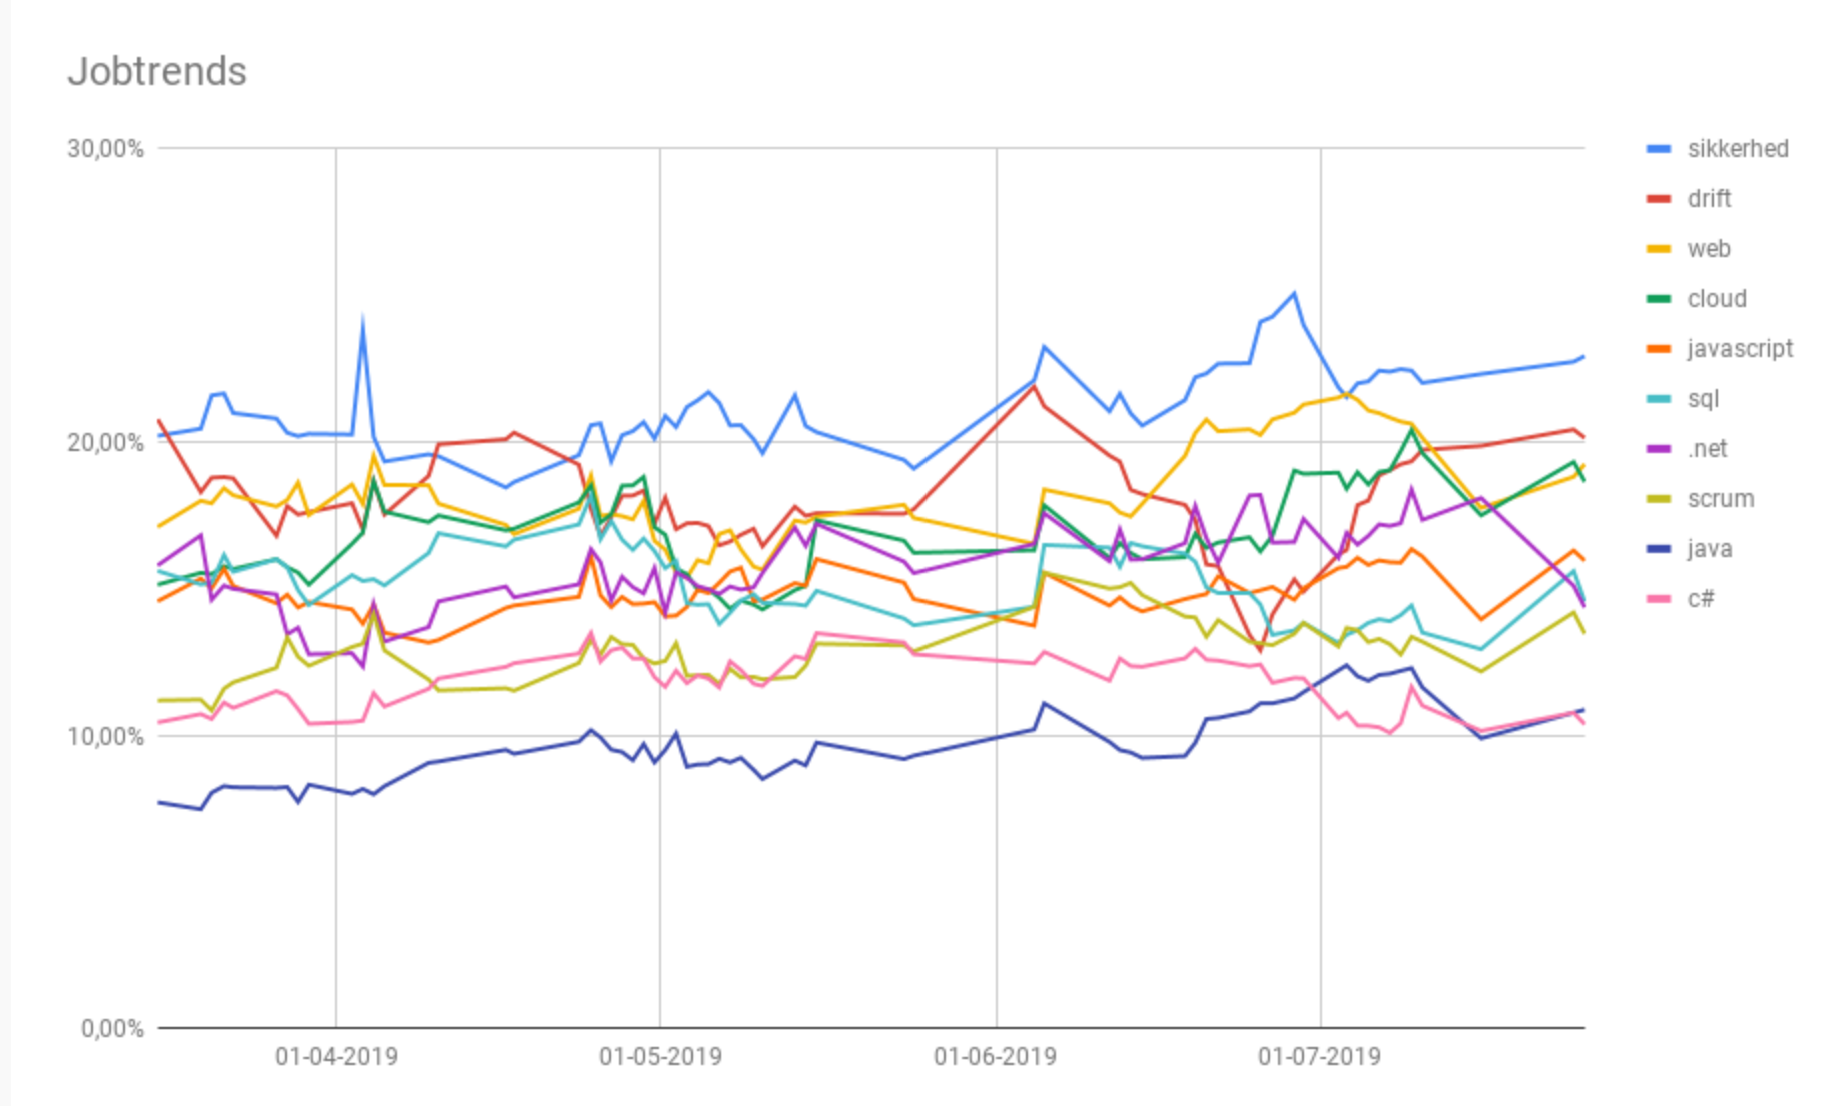 Jobtrends
30,00%
20,00%
10,00%
0,00%
01-04-2019
01-05-2019
01-06-2019
01-07-2019
sikkerhed
drift
web
cloud
javascript
sql
.net
scrum
java
c#